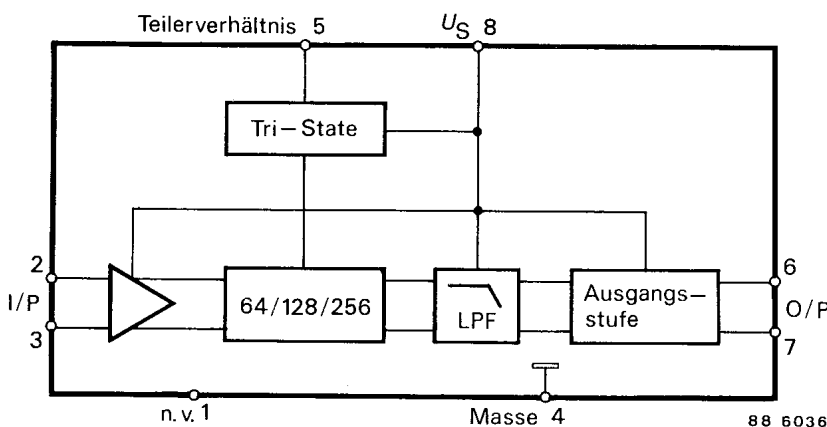 Teilerverhältnis 5
U_S 8
Tri-State
2
I/P
3
64/128/256
LPF
Ausgangs-
stufe
6
O/P
7
n.v. 1
Masse 4
88 6036